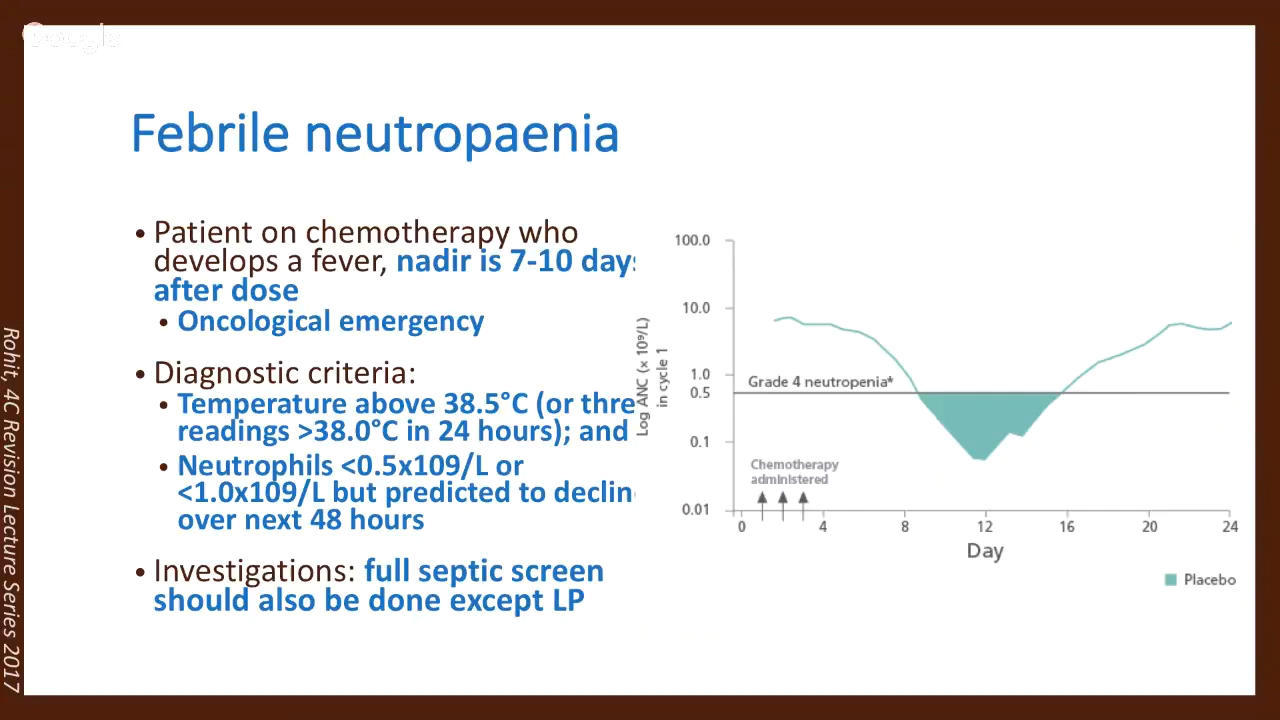 Google
Febrile neutropaenia
• Patient on chemotherapy who
develops a fever, nadir is 7-10 days
after dose
• Oncological emergency
• Diagnostic criteria:
• Temperature above 38.5°C (or thre
readings >38.0°C in 24 hours); and
• Neutrophils <0.5x109/L or
<1.0x109/L but predicted to declin
over next 48 hours
• Investigations: full septic screen
should also be done except LP
Log ANC (x 10⁹/L)
in cycle 1
100.0
10.0
1.0
0.5
0.1
0.01
Grade 4 neutropenia*
Chemotherapy
administered
0 4 8 12 16 20 24
Day
Placebo
Rohit, 4C Revision Lecture Series 2017